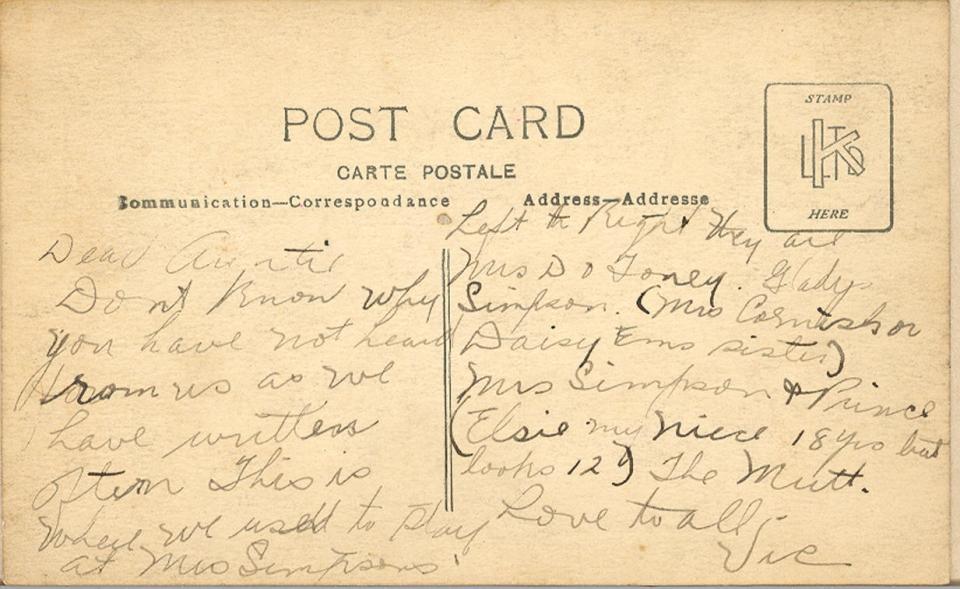 POST CARD
CARTE POSTALE
Communication—Correspondance
Address—Addresse
STAMP
HERE
Dear Auntie
Dont Know why
you have not heard
from us as we
have written
often This is
Where we used to play
at Mrs Simpsons'
Left to Right they are
Mrs D O Toney. Gladys
Simpson. (Mrs Cornish or
Daisy Ems sister)
Mrs Simpson & Prince
(Elsie my niece 18 yrs but
looks 12) The Mutt.
Love to all
Vic